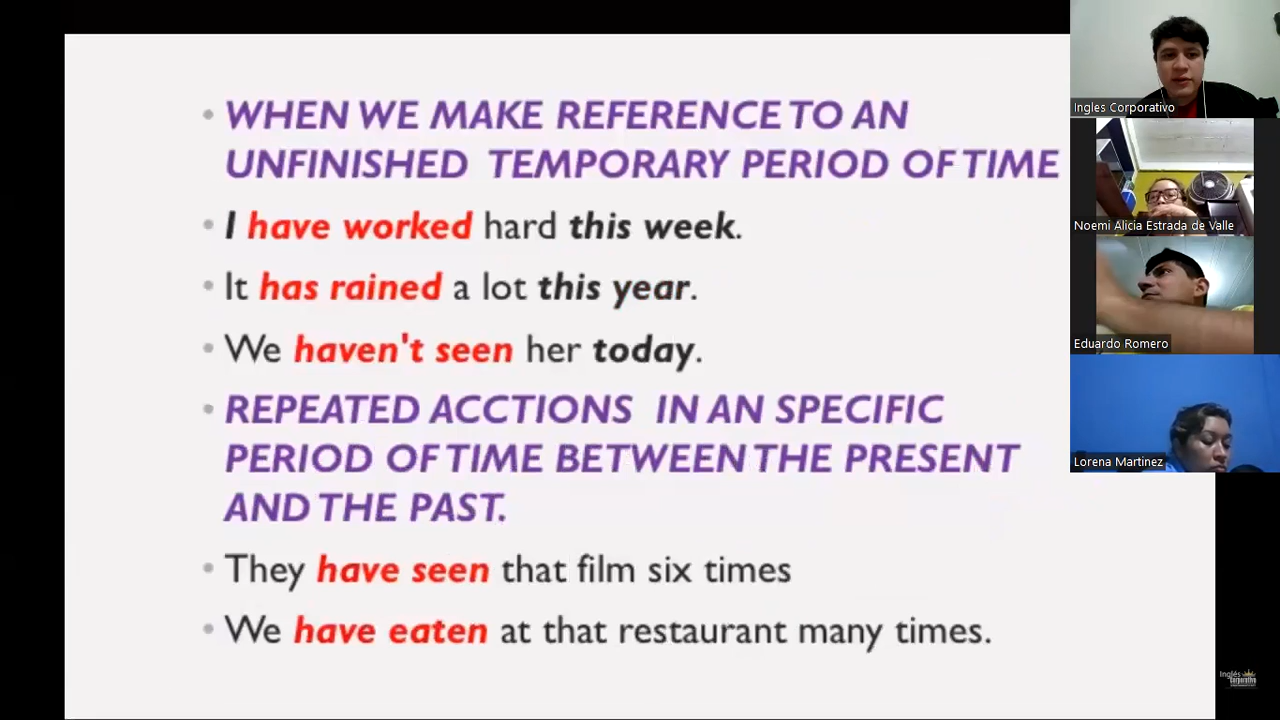 WHEN WE MAKE REFERENCE TO AN
UNFINISHED TEMPORARY PERIOD OF TIME
I have worked hard this week.
It has rained a lot this year.
We haven't seen her today.
REPEATED ACCTIONS IN AN SPECIFIC
PERIOD OF TIME BETWEEN THE PRESENT
AND THE PAST.
They have seen that film six times
We have eaten at that restaurant many times.
Ingles Corporativo
Noemi Alicia Estrada de Valle
Eduardo Romero
Lorena Martinez
Inglés
Corporativo